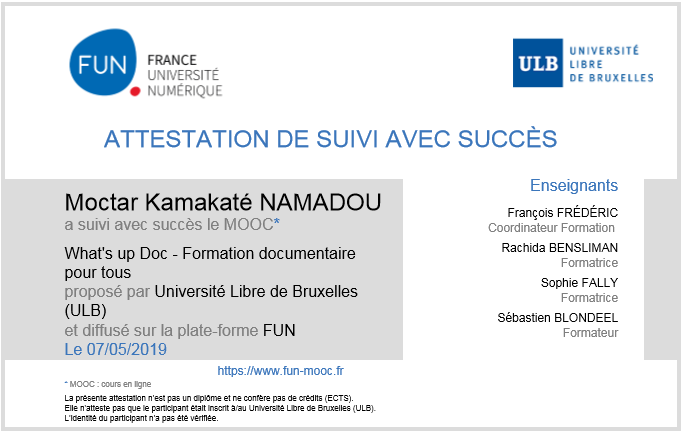 FUN
FRANCE
UNIVERSITÉ
NUMÉRIQUE
ULB
UNIVERSITÉ
LIBRE
DE BRUXELLES
ATTESTATION DE SUIVI AVEC SUCCÈS
Moctar Kamakaté NAMADOU
a suivi avec succès le MOOC*
What's up Doc - Formation documentaire
pour tous
proposé par Université Libre de Bruxelles
(ULB)
et diffusé sur la plate-forme FUN
Le 07/05/2019
Enseignants
François FRÉDÉRIC
Coordinateur Formation
Rachida BENSLIMAN
Formatrice
Sophie FALLY
Formatrice
Sébastien BLONDEEL
Formateur
https://www.fun-mooc.fr
* MOOC : cours en ligne
La présente attestation n'est pas un diplôme et ne confère pas de crédits (ECTS).
Elle n'atteste pas que le participant était inscrit à/au Université Libre de Bruxelles (ULB).
L'identité du participant n'a pas été vérifiée.